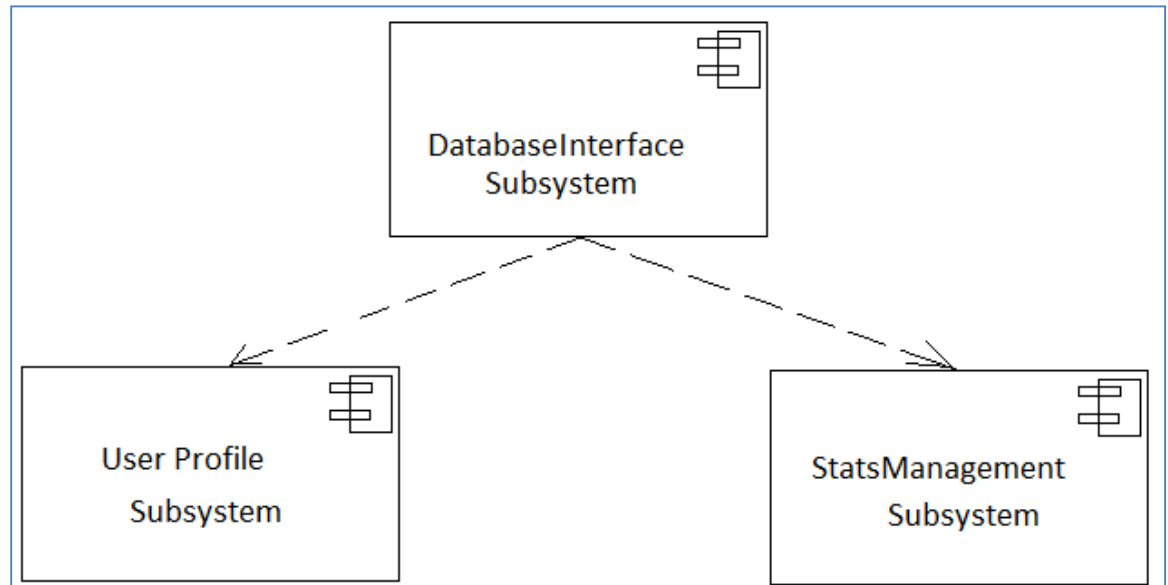 DatabaseInterface
Subsystem
User Profile
Subsystem
StatsManagement
Subsystem